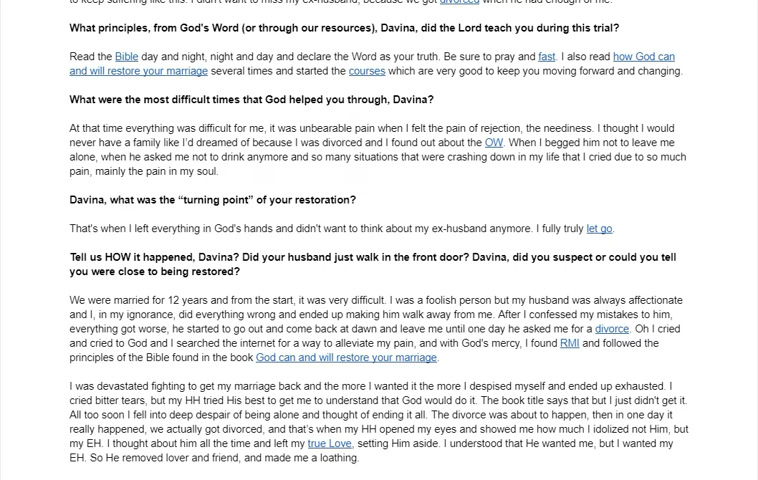 to keep suffering like this. I didn't want to miss my ex-husband, because we got divorced when he had enough of me.
What principles, from God's Word (or through our resources), Davina, did the Lord teach you during this trial?
Read the Bible day and night, night and day and declare the Word as your truth. Be sure to pray and fast. I also read how God can
and will restore your marriage several times and started the courses which are very good to keep you moving forward and changing.
What were the most difficult times that God helped you through, Davina?
At that time everything was difficult for me, it was unbearable pain when I felt the pain of rejection, the neediness. I thought I would
never have a family like I'd dreamed of because I was divorced and I found out about the OW. When I begged him not to leave me
alone, when he asked me not to drink anymore and so many situations that were crashing down in my life that I cried due to so much
pain, mainly the pain in my soul.
Davina, what was the “turning point” of your restoration?
That's when I left everything in God's hands and didn't want to think about my ex-husband anymore. I fully truly let go.
Tell us HOW it happened, Davina? Did your husband just walk in the front door? Davina, did you suspect or could you tell
you were close to being restored?
We were married for 12 years and from the start, it was very difficult. I was a foolish person but my husband was always affectionate
and I, in my ignorance, did everything wrong and ended up making him walk away from me. After I confessed my mistakes to him,
everything got worse, he started to go out and come back at dawn and leave me until one day he asked me for a divorce. Oh I cried
and cried to God and I searched the internet for a way to alleviate my pain, and with God's mercy, I found RMI and followed the
principles of the Bible found in the book God can and will restore your marriage.
I was devastated fighting to get my marriage back and the more I wanted it the more I despised myself and ended up exhausted. I
cried bitter tears, but my HH tried His best to get me to understand that God would do it. The book title says that but I just didn't get it.
All too soon I fell into deep despair of being alone and thought of ending it all. The divorce was about to happen, then in one day it
really happened, we actually got divorced, and that's when my HH opened my eyes and showed me how much I idolized not Him, but
my EH. I thought about him all the time and left my true Love, setting Him aside. I understood that He wanted me, but I wanted my
EH. So He removed lover and friend, and made me a loathing.